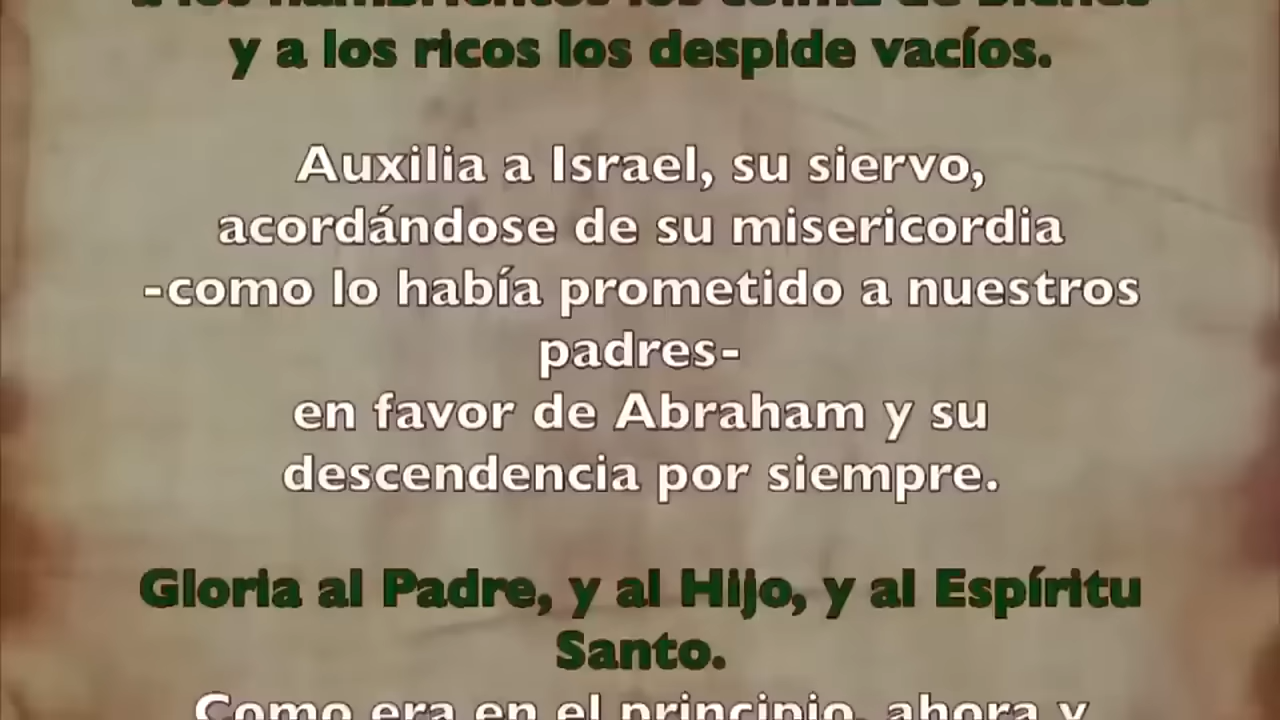 a los hambrientos los colma de bienes
y a los ricos los despide vacíos.
Auxilia a Israel, su siervo,
acordándose de su misericordia
-como lo había prometido a nuestros
padres-
en favor de Abraham y su
descendencia por siempre.
Gloria al Padre, y al Hijo, y al Espíritu
Santo.
Como era en el principio, ahora y